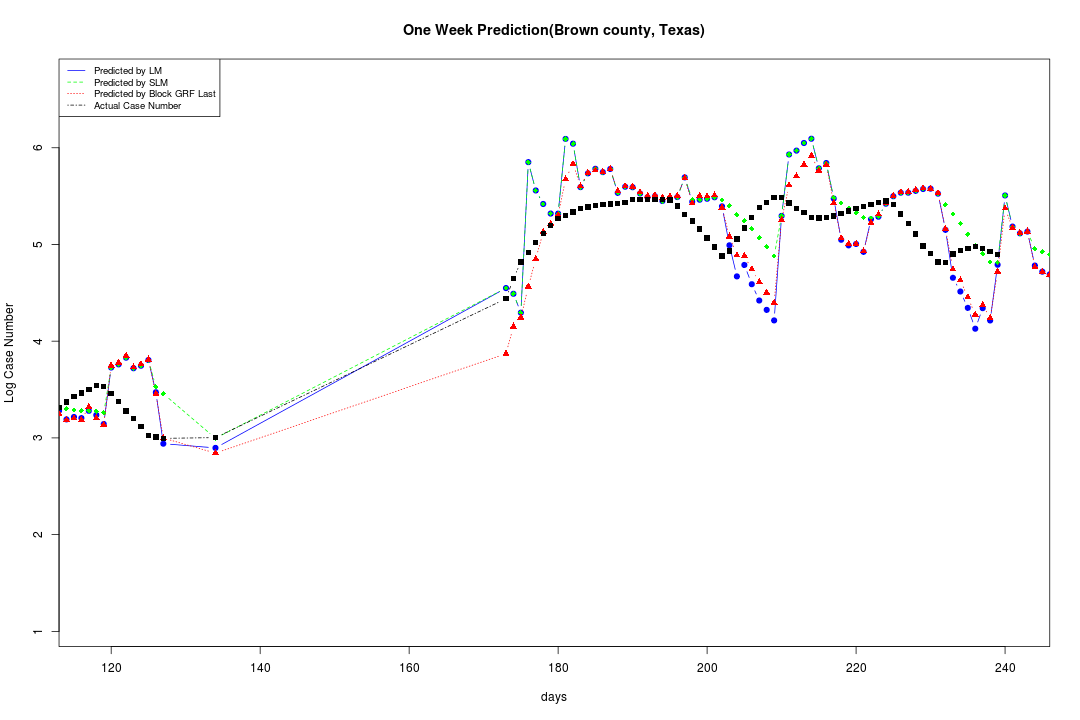 One Week Prediction(Brown county, Texas)
Predicted by LM
Predicted by SLM
Predicted by Block GRF Last
Actual Case Number
Log Case Number
6
5
4
3
2
1
120 140 160 180 200 220 240
days